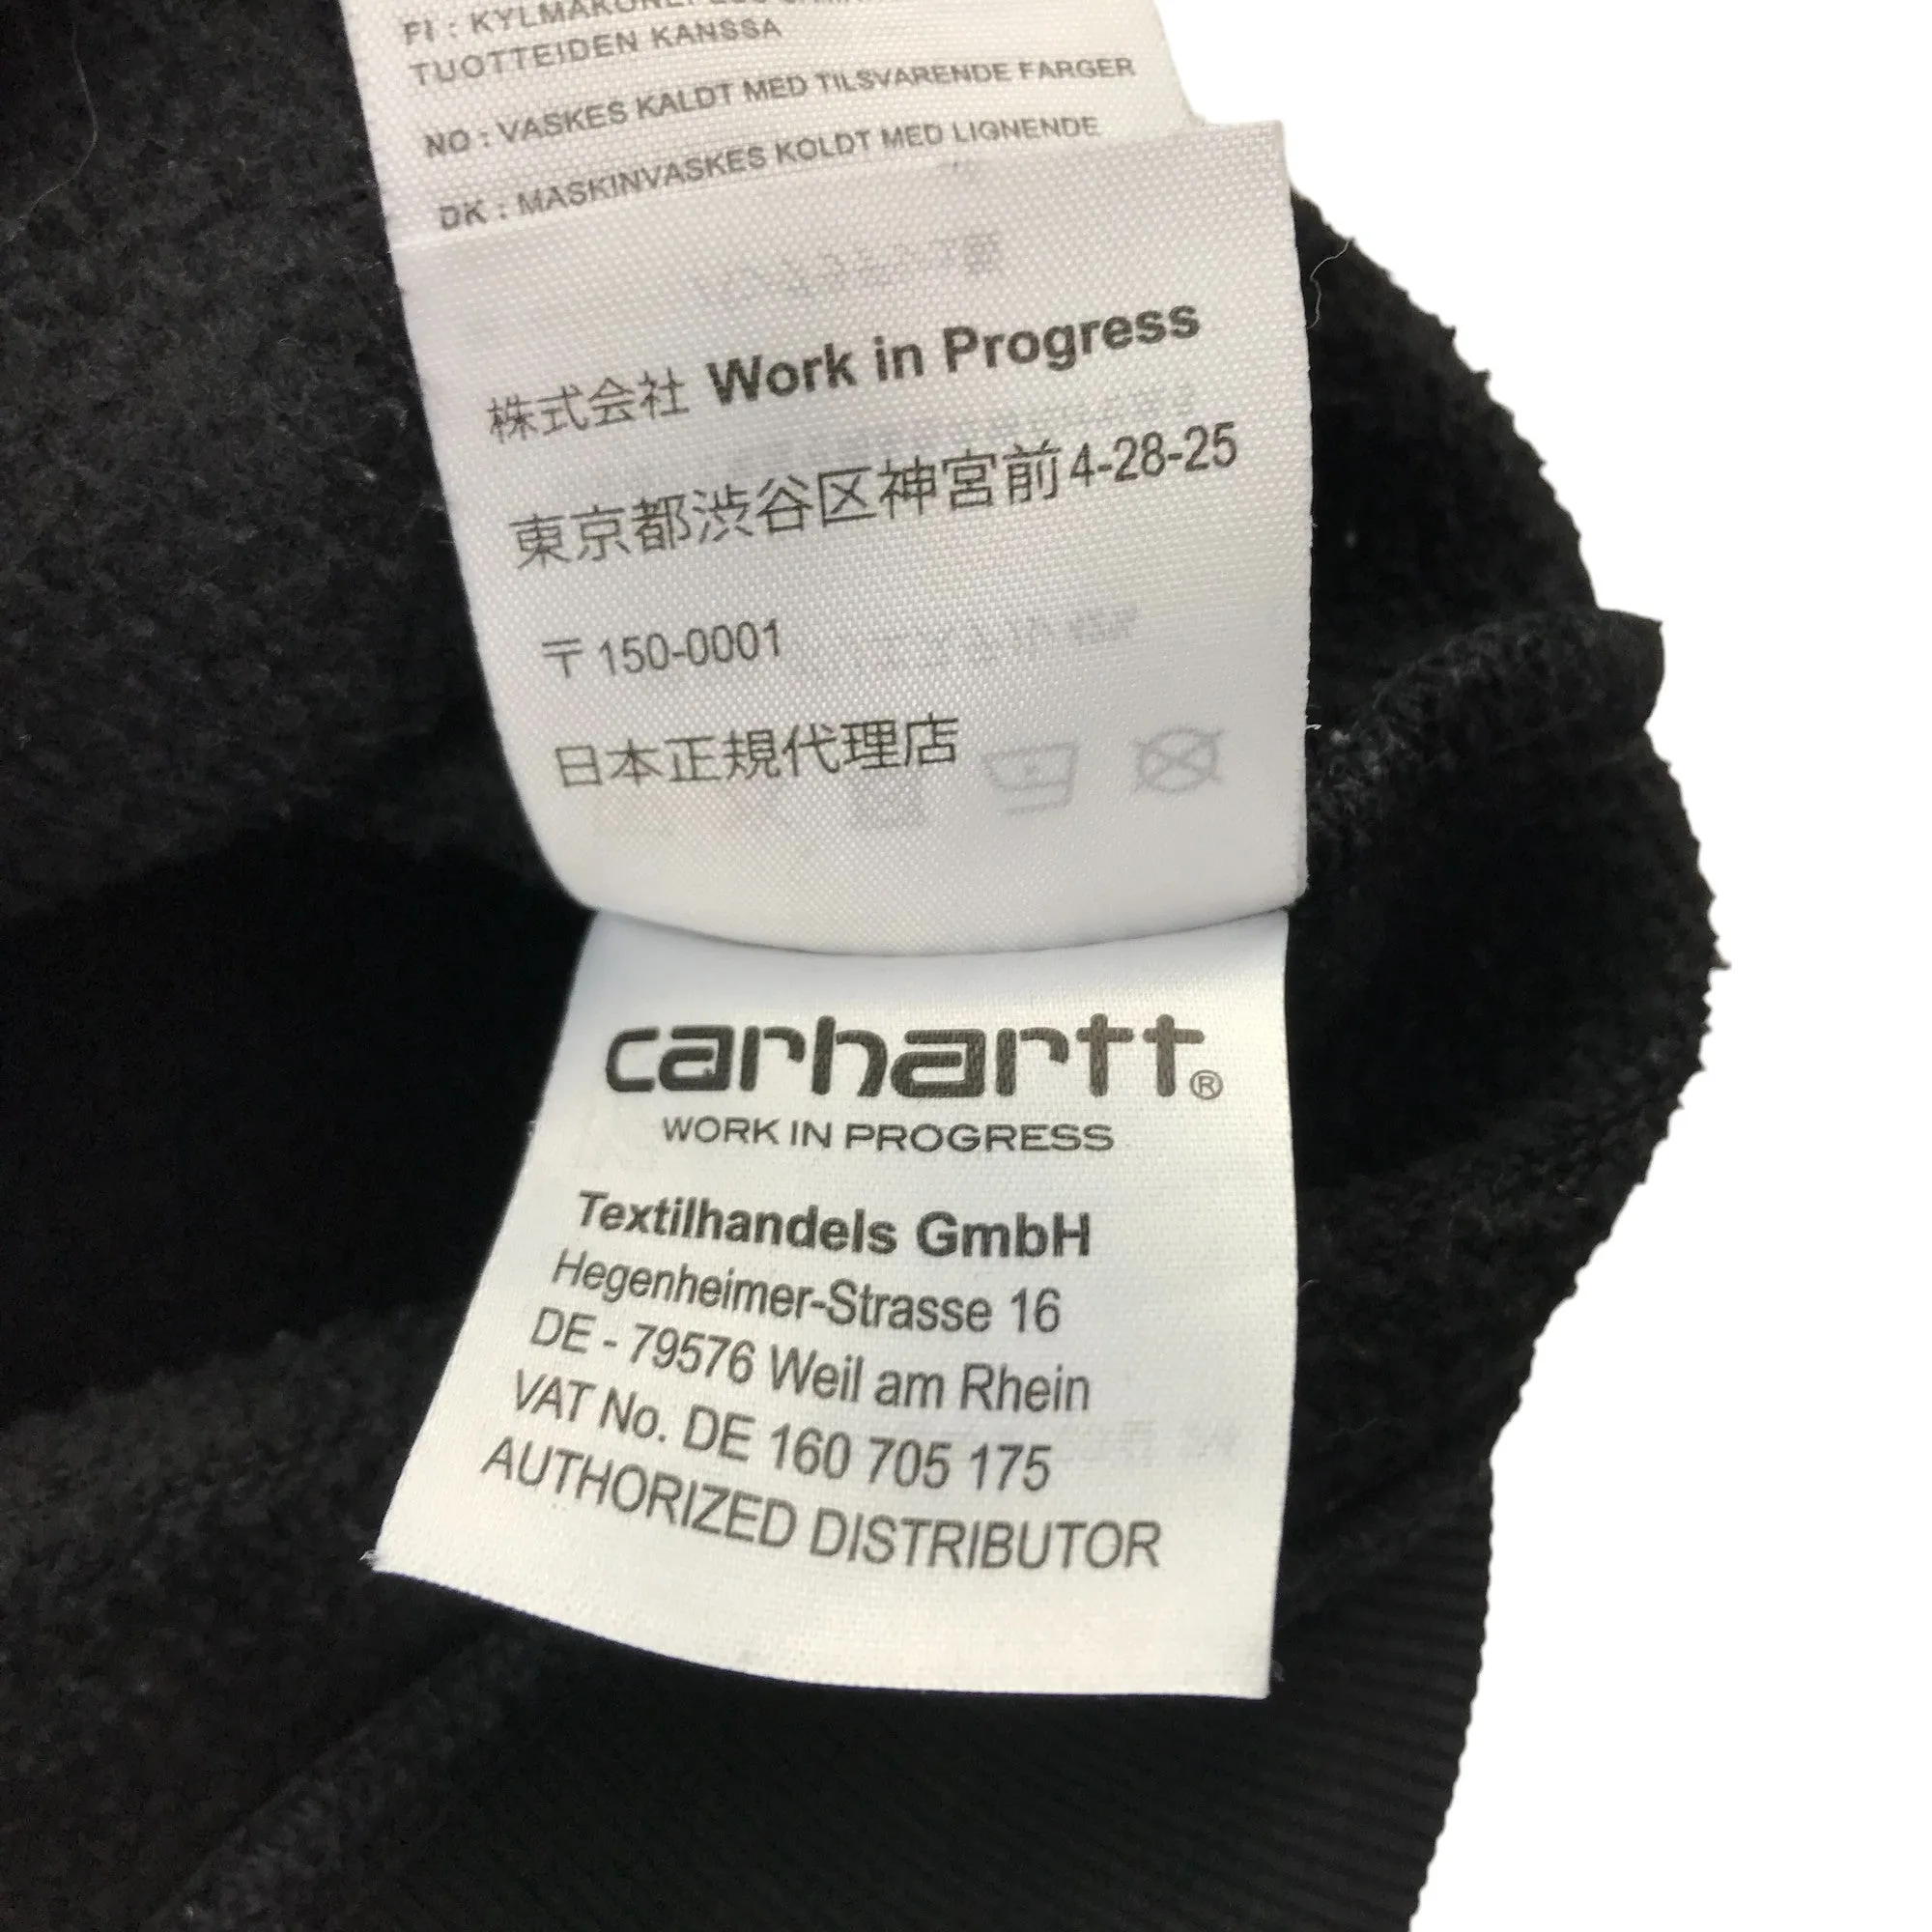 FI : 
TUOTTEIDEN KANSSA
NO : VASKES KALDT MED TILSVARENDE FARGER
DK : MASKINVASKES KOLDT MED LIGNENDE
株式会社 Work in Progress
東京都渋谷区神宮前4-28-25
〒150-0001
日本正規代理店
carhartt®
WORK IN PROGRESS
Textilhandels GmbH
Hegenheimer-Strasse 16
DE - 79576 Weil am Rhein
VAT No. DE 160 705 175
AUTHORIZED DISTRIBUTOR